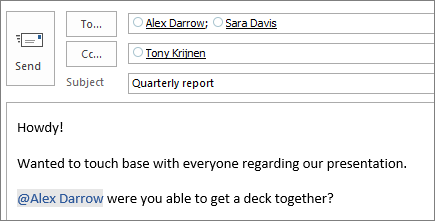 To... Alex Darrow; Sara Davis
Cc... Tony Krijnen
Send
Subject Quarterly report
Howdy!
Wanted to touch base with everyone regarding our presentation.
@Alex Darrow were you able to get a deck together?